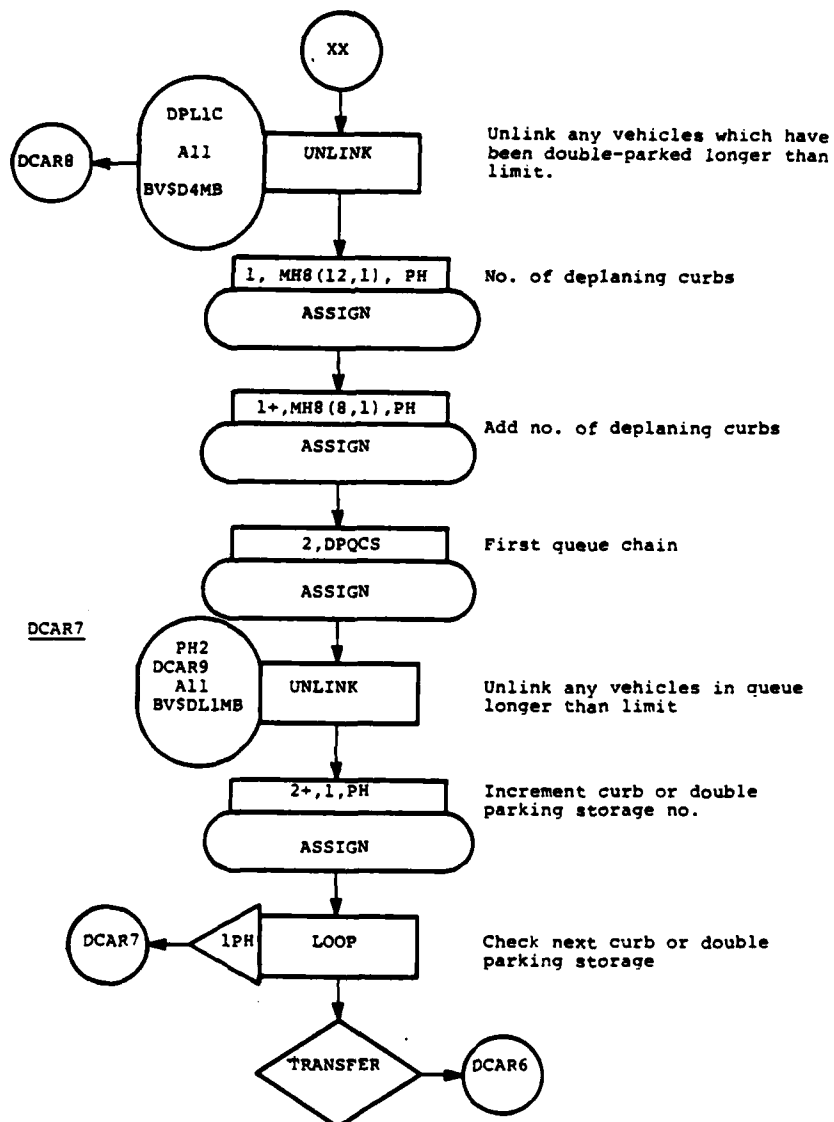 XX
DPL1C
All
BV$D4MB
DCAR8
UNLINK
Unlink any vehicles which have
been double-parked longer than
limit.
1, MH8(12,1), PH
ASSIGN
No. of deplaning curbs
1+,MH8(8,1),PH
ASSIGN
Add no. of deplaning curbs
2,DPQCS
ASSIGN
First queue chain
DCAR7
PH2
DCAR9
All
BV$DL1MB
UNLINK
Unlink any vehicles in queue
longer than limit
2+,1,PH
ASSIGN
Increment curb or double
parking storage no.
DCAR7
1PH
LOOP
Check next curb or double
parking storage
TRANSFER
DCAR6